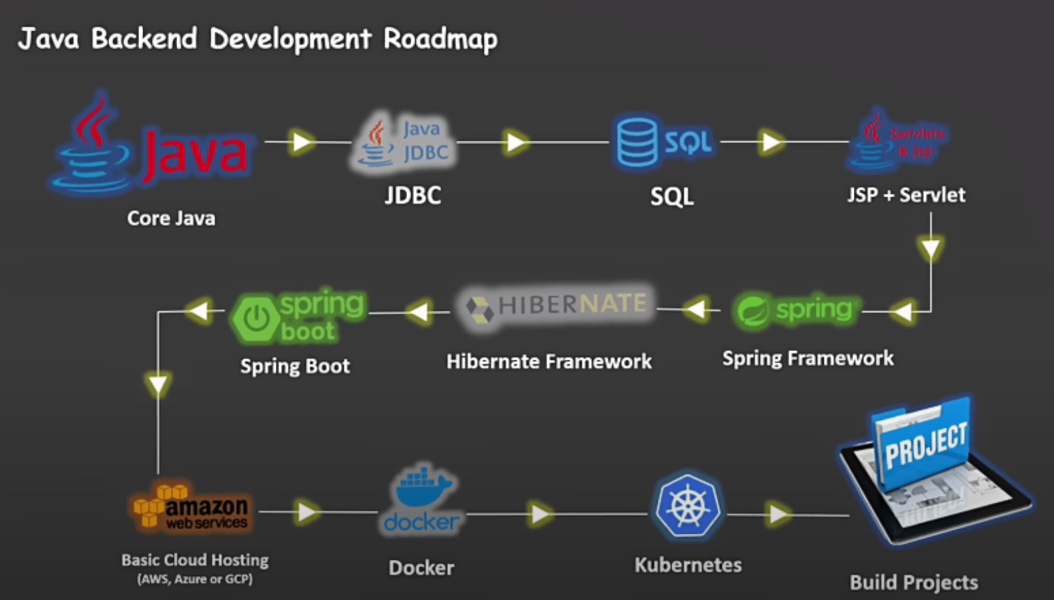 Java Backend Development Roadmap
Java
Core Java
Java
JDBC
JDBC
SQL
SQL
Servlets
& Jsp
JSP + Servlet
spring
boot
Spring Boot
HIBERNATE
Hibernate Framework
spring
Spring Framework
amazon
web services
Basic Cloud Hosting
(AWS, Azure or GCP)
docker
Docker
Kubernetes
PROJECT
Build Projects